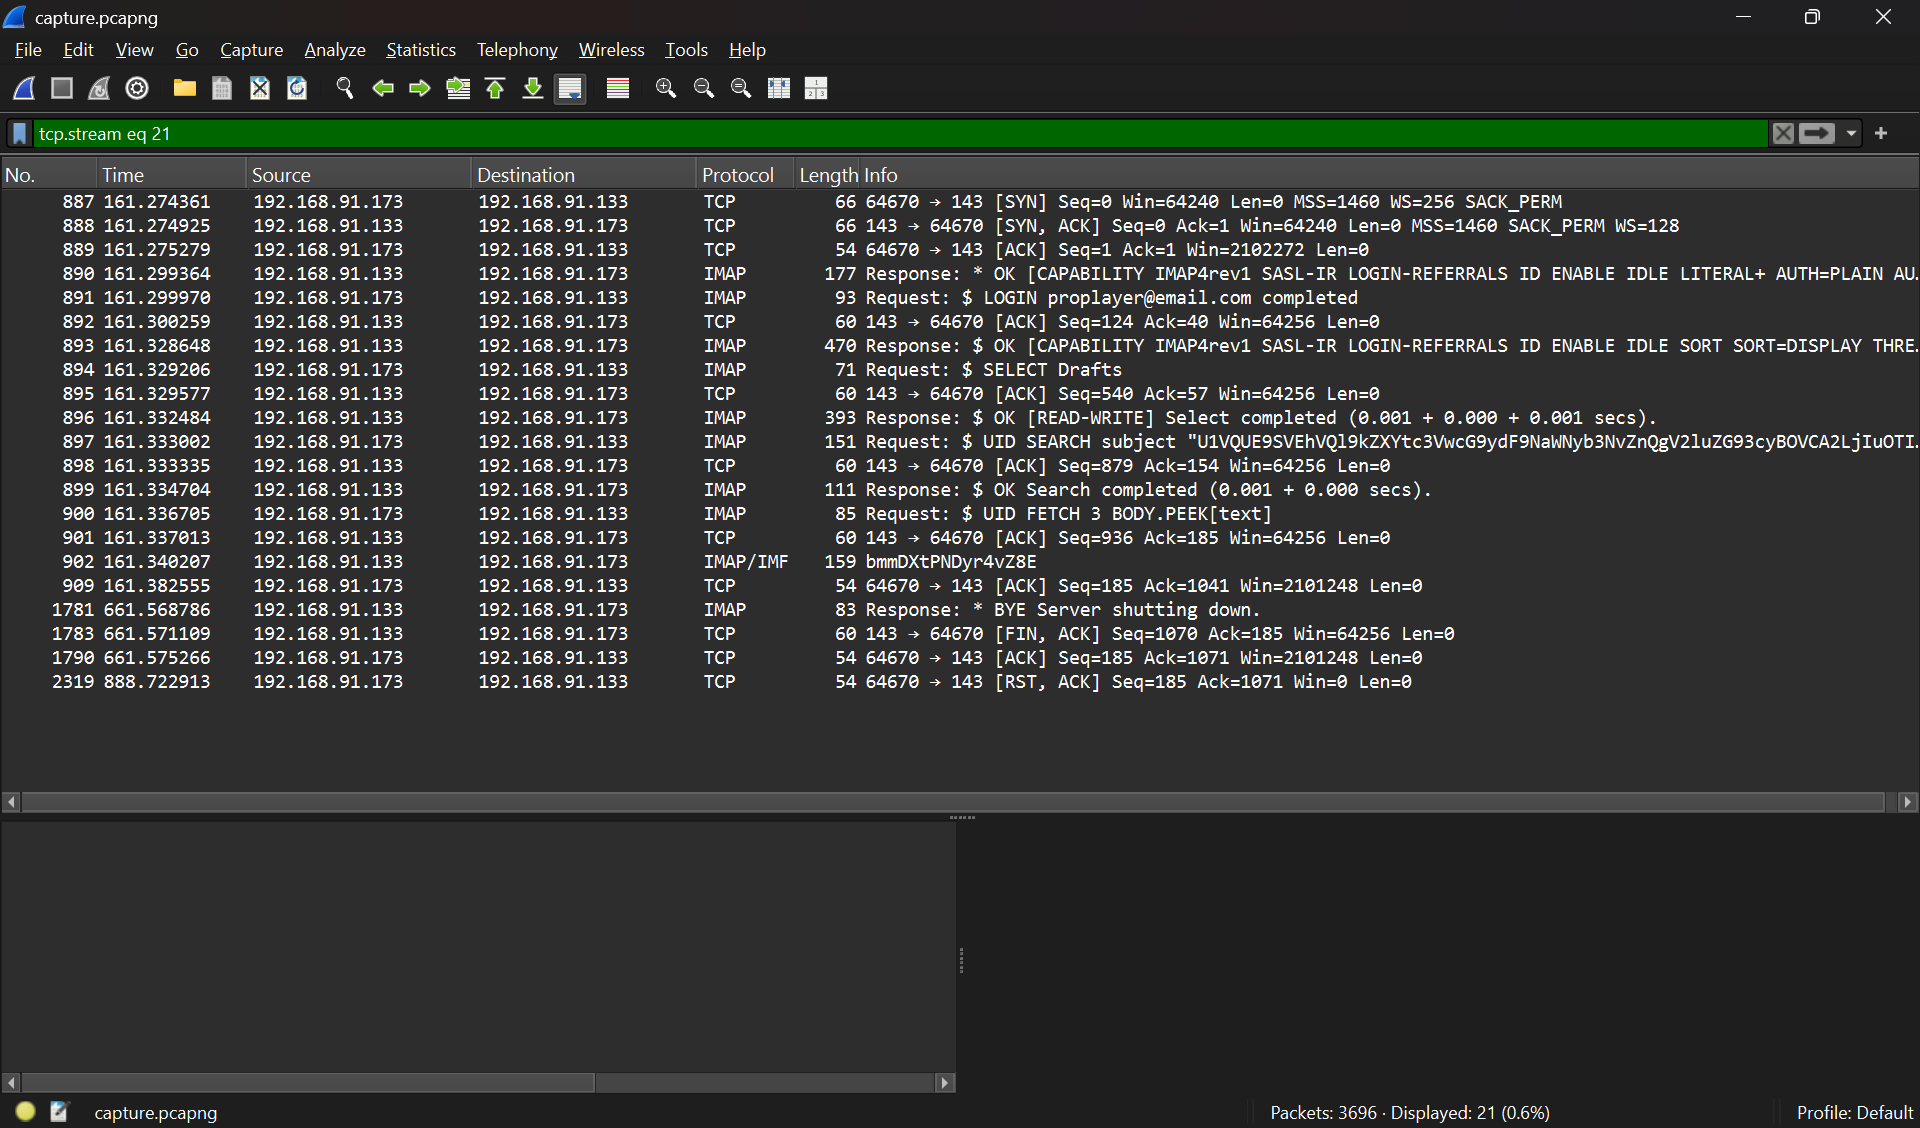 capture.pcapng
File Edit View Go Capture Analyze Statistics Telephony Wireless Tools Help
tcp.stream eq 21
No. Time Source Destination Protocol Length Info
887 161.274361 192.168.91.173 192.168.91.133 TCP 66 64670 → 143 [SYN] Seq=0 Win=64240 Len=0 MSS=1460 WS=256 SACK_PERM
888 161.274925 192.168.91.133 192.168.91.173 TCP 66 143 → 64670 [SYN, ACK] Seq=0 Ack=1 Win=64240 Len=0 MSS=1460 SACK_PERM WS=128
889 161.275279 192.168.91.173 192.168.91.133 TCP 54 64670 → 143 [ACK] Seq=1 Ack=1 Win=2102272 Len=0
890 161.299364 192.168.91.133 192.168.91.173 IMAP 177 Response: * OK [CAPABILITY IMAP4rev1 SASL-IR LOGIN-REFERRALS ID ENABLE IDLE LITERAL+ AUTH=PLAIN AU.
891 161.299970 192.168.91.173 192.168.91.133 IMAP 93 Request: $ LOGIN proplayer@email.com completed
892 161.300259 192.168.91.133 192.168.91.173 TCP 60 143 → 64670 [ACK] Seq=124 Ack=40 Win=64256 Len=0
893 161.328648 192.168.91.133 192.168.91.173 IMAP 470 Response: $ OK [CAPABILITY IMAP4rev1 SASL-IR LOGIN-REFERRALS ID ENABLE IDLE SORT SORT=DISPLAY THRE.
894 161.329206 192.168.91.173 192.168.91.133 IMAP 71 Request: $ SELECT Drafts
895 161.329577 192.168.91.133 192.168.91.173 TCP 60 143 → 64670 [ACK] Seq=540 Ack=57 Win=64256 Len=0
896 161.332484 192.168.91.133 192.168.91.173 IMAP 393 Response: $ OK [READ-WRITE] Select completed (0.001 + 0.000 + 0.001 secs).
897 161.333002 192.168.91.173 192.168.91.133 IMAP 151 Request: $ UID SEARCH subject "U1VQUE9SVEhVQl9kZXYtc3VwcG9ydF9NaWNyb3NvZnQgV2luZG93cyBOVCA2LjIuOTI.
898 161.333335 192.168.91.133 192.168.91.173 TCP 60 143 → 64670 [ACK] Seq=879 Ack=154 Win=64256 Len=0
899 161.334704 192.168.91.133 192.168.91.173 IMAP 111 Response: $ OK Search completed (0.001 + 0.000 secs).
900 161.336705 192.168.91.173 192.168.91.133 IMAP 85 Request: $ UID FETCH 3 BODY.PEEK[text]
901 161.337013 192.168.91.133 192.168.91.173 TCP 60 143 → 64670 [ACK] Seq=936 Ack=185 Win=64256 Len=0
902 161.340207 192.168.91.133 192.168.91.173 IMAP/IMF 159 bmmDXtPNDyr4vZ8E
909 161.382555 192.168.91.173 192.168.91.133 TCP 54 64670 → 143 [ACK] Seq=185 Ack=1041 Win=2101248 Len=0
1781 661.568786 192.168.91.133 192.168.91.173 IMAP 83 Response: * BYE Server shutting down.
1783 661.571109 192.168.91.133 192.168.91.173 TCP 60 143 → 64670 [FIN, ACK] Seq=1070 Ack=185 Win=64256 Len=0
1790 661.575266 192.168.91.173 192.168.91.133 TCP 54 64670 → 143 [ACK] Seq=185 Ack=1071 Win=2101248 Len=0
2319 888.722913 192.168.91.173 192.168.91.133 TCP 54 64670 → 143 [RST, ACK] Seq=185 Ack=1071 Win=0 Len=0
capture.pcapng Packets: 3696 · Displayed: 21 (0.6%) Profile: Default